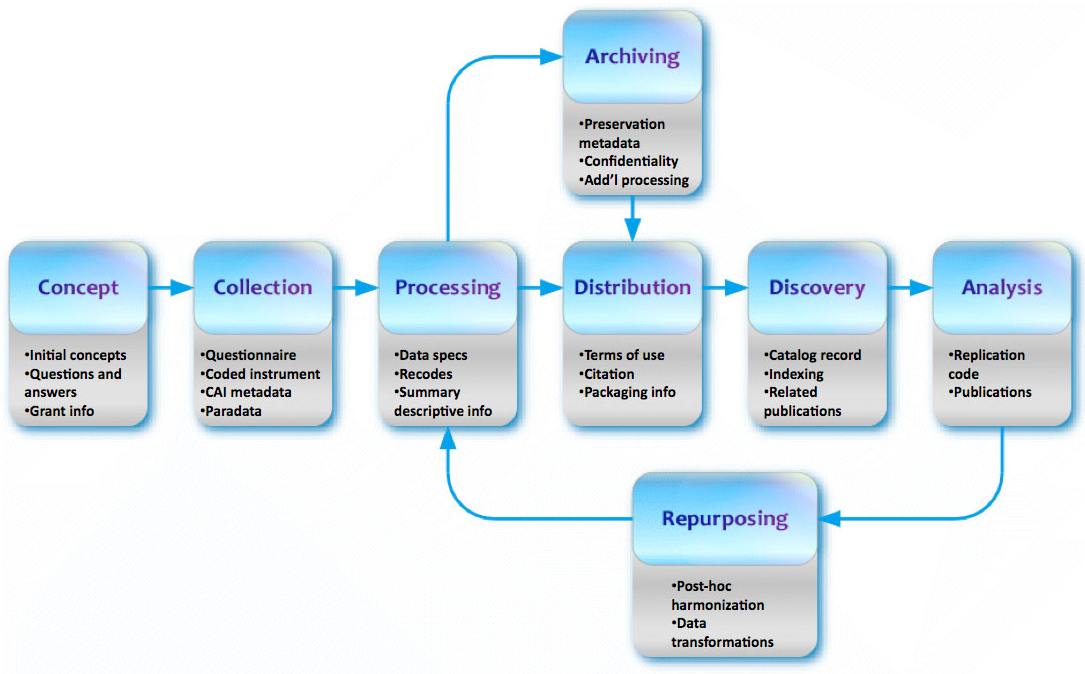 Archiving
•Preservation
metadata
•Confidentiality
•Add'l processing
Concept
•Initial concepts
•Questions and
answers
•Grant info
Collection
•Questionnaire
•Coded instrument
•CAI metadata
•Paradata
Processing
•Data specs
•Recodes
•Summary
descriptive info
Distribution
•Terms of use
•Citation
•Packaging info
Discovery
•Catalog record
•Indexing
•Related
publications
Analysis
•Replication
code
•Publications
Repurposing
•Post-hoc
harmonization
•Data
transformations